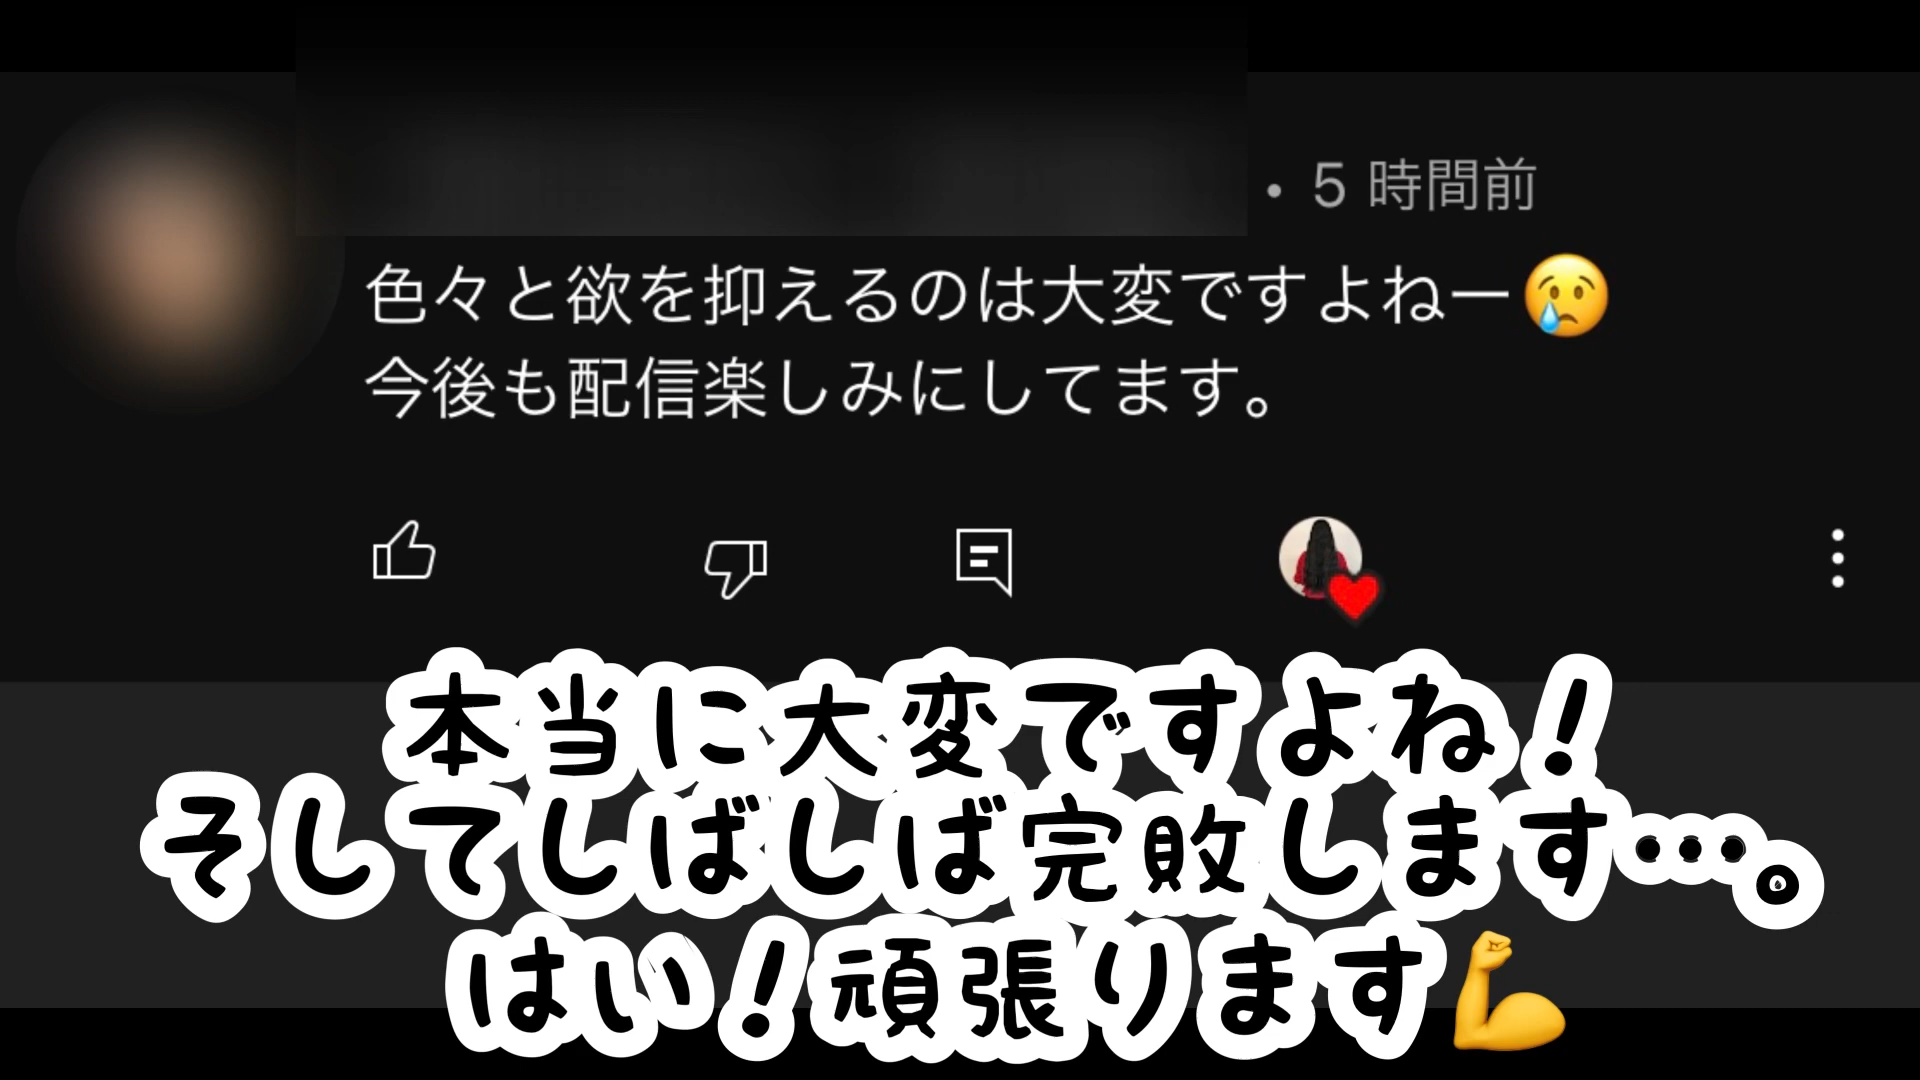 • 5 時間前
色々と欲を抑えるのは大変ですよねー😢
今後も配信楽しみにしてます。
本当に大変ですよね!
そしてしばしば完敗します…。
はい!頑張ります💪